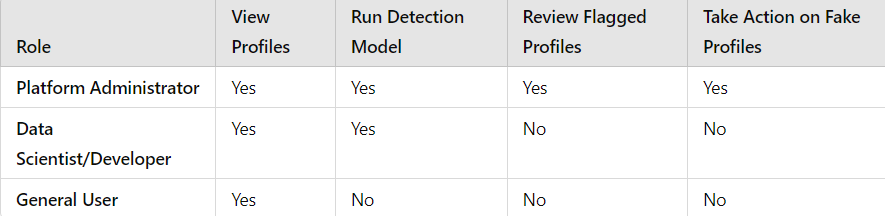 Role | View Profiles | Run Detection Model | Review Flagged Profiles | Take Action on Fake Profiles
Platform Administrator | Yes | Yes | Yes | Yes
Data Scientist/Developer | Yes | Yes | No | No
General User | Yes | No | No | No